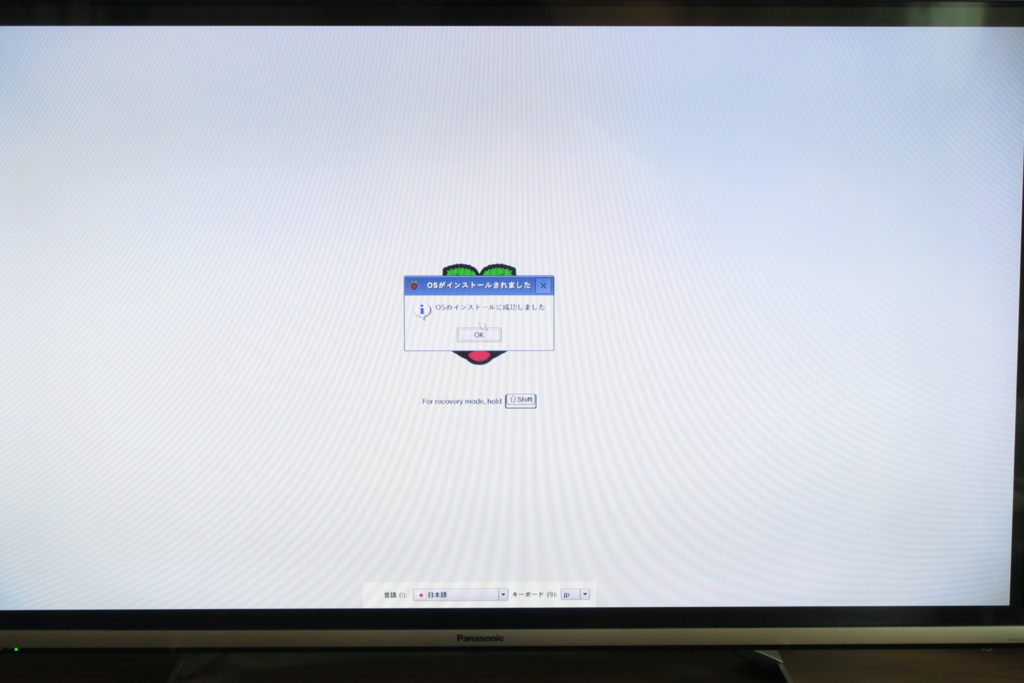 OSがインストールされました
OSのインストールに成功しました
OK
For recovery mode, hold ⇧Shift
言語 (l): 日本語 キーボード (9): jp
Panasonic